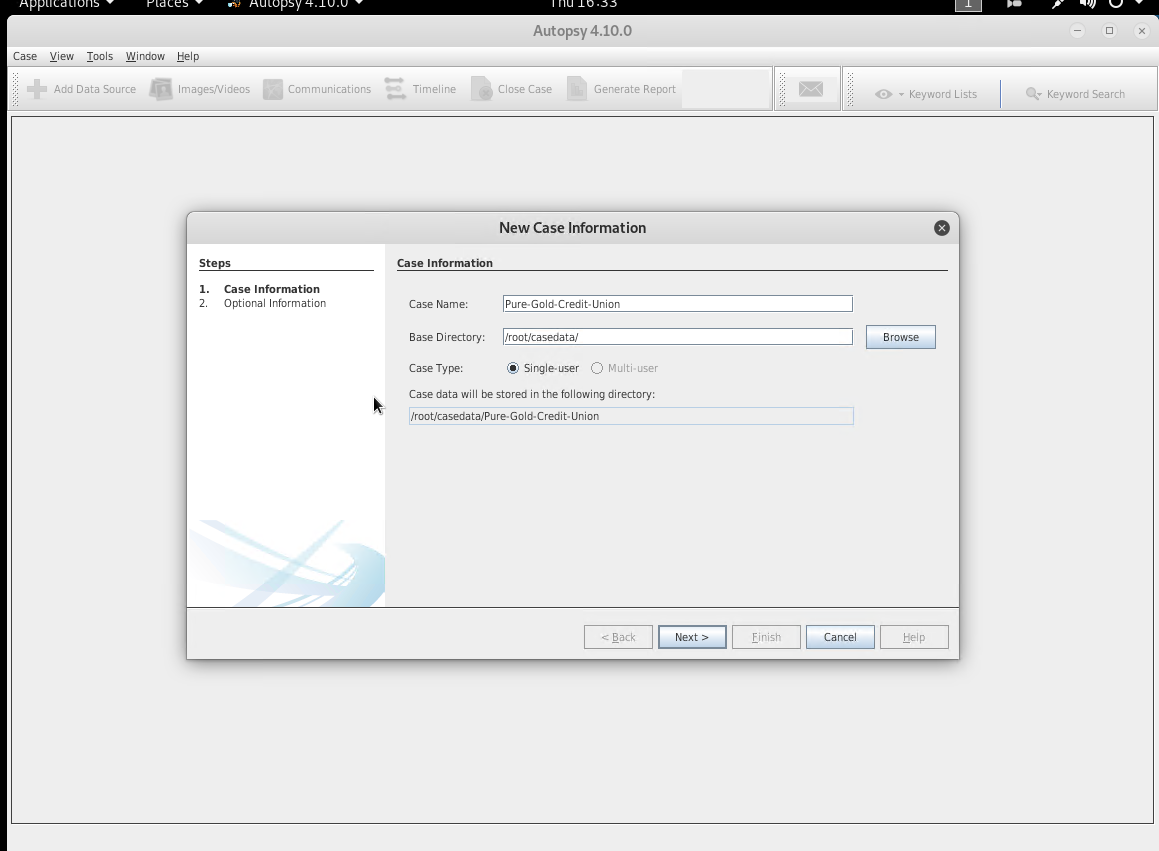 Applications Places Autopsy 4.10.0 Thu 16:33 1
Autopsy 4.10.0
Case View Tools Window Help
Add Data Source Images/Videos Communications Timeline Close Case Generate Report Keyword Lists Keyword Search
New Case Information
Steps
1. Case Information
2. Optional Information
Case Information
Case Name: Pure-Gold-Credit-Union
Base Directory: /root/casedata/ Browse
Case Type: Single-user Multi-user
Case data will be stored in the following directory:
/root/casedata/Pure-Gold-Credit-Union
< Back Next > Finish Cancel Help